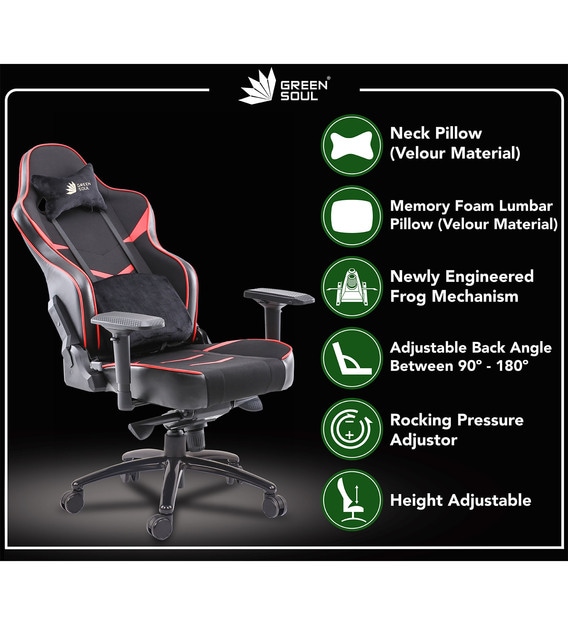 GREEN
SOUL®
GREEN
SOUL
Neck Pillow
(Velour Material)
Memory Foam Lumbar
Pillow (Velour Material)
Newly Engineered
Frog Mechanism
Adjustable Back Angle
Between 90° - 180°
Rocking Pressure
Adjustor
Height Adjustable